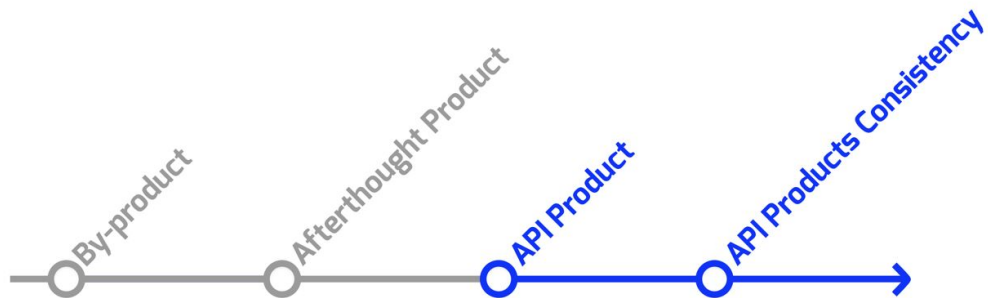 By-product
Afterthought Product
API Product
API Products Consistency